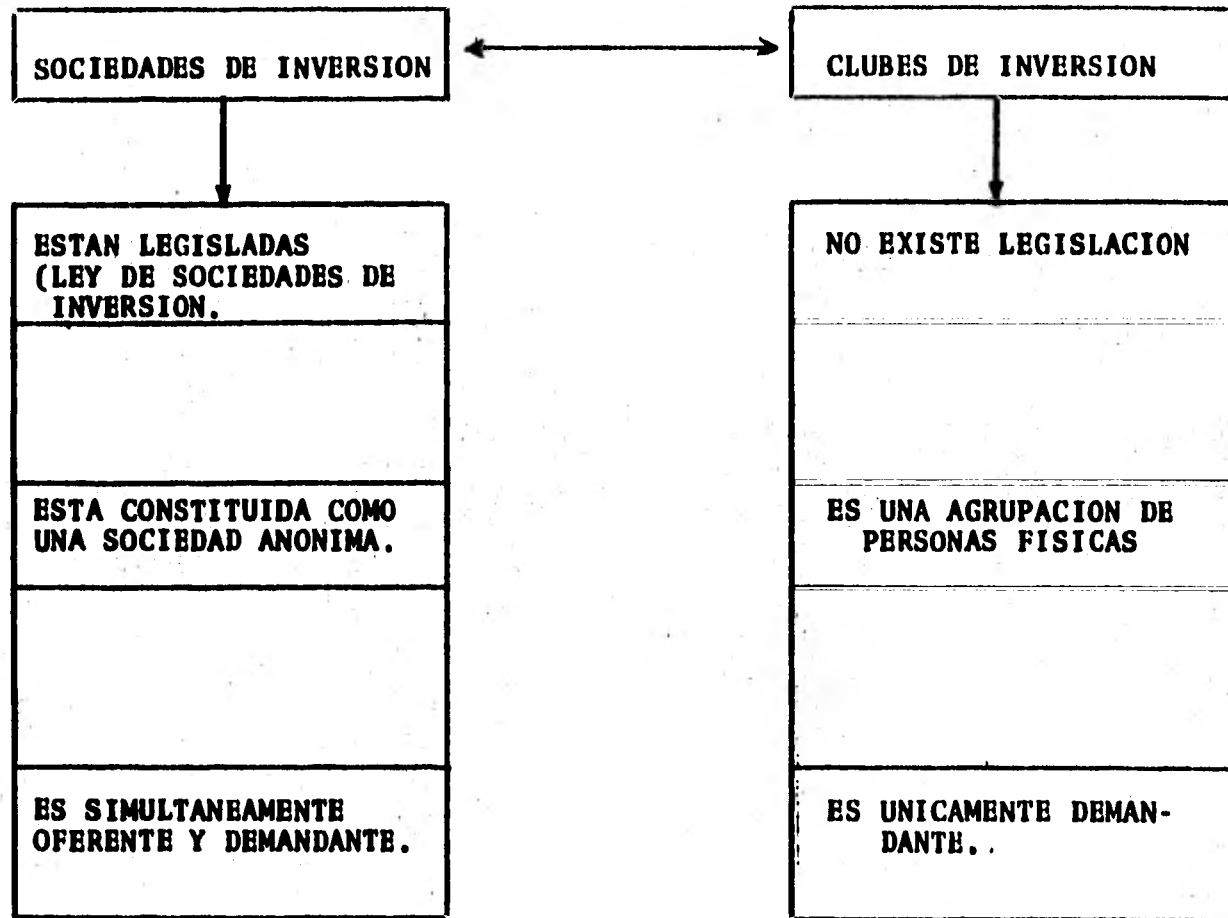 SOCIEDADES DE INVERSION
CLUBES DE INVERSION
ESTAN LEGISLADAS
(LEY DE SOCIEDADES DE
INVERSION.
NO EXISTE LEGISLACION
ESTA CONSTITUIDA COMO
UNA SOCIEDAD ANONIMA.
ES UNA AGRUPACION DE
PERSONAS FISICAS
ES SIMULTANEAMENTE
OFERENTE Y DEMANDANTE.
ES UNICAMENTE DEMAN-
DANTE.